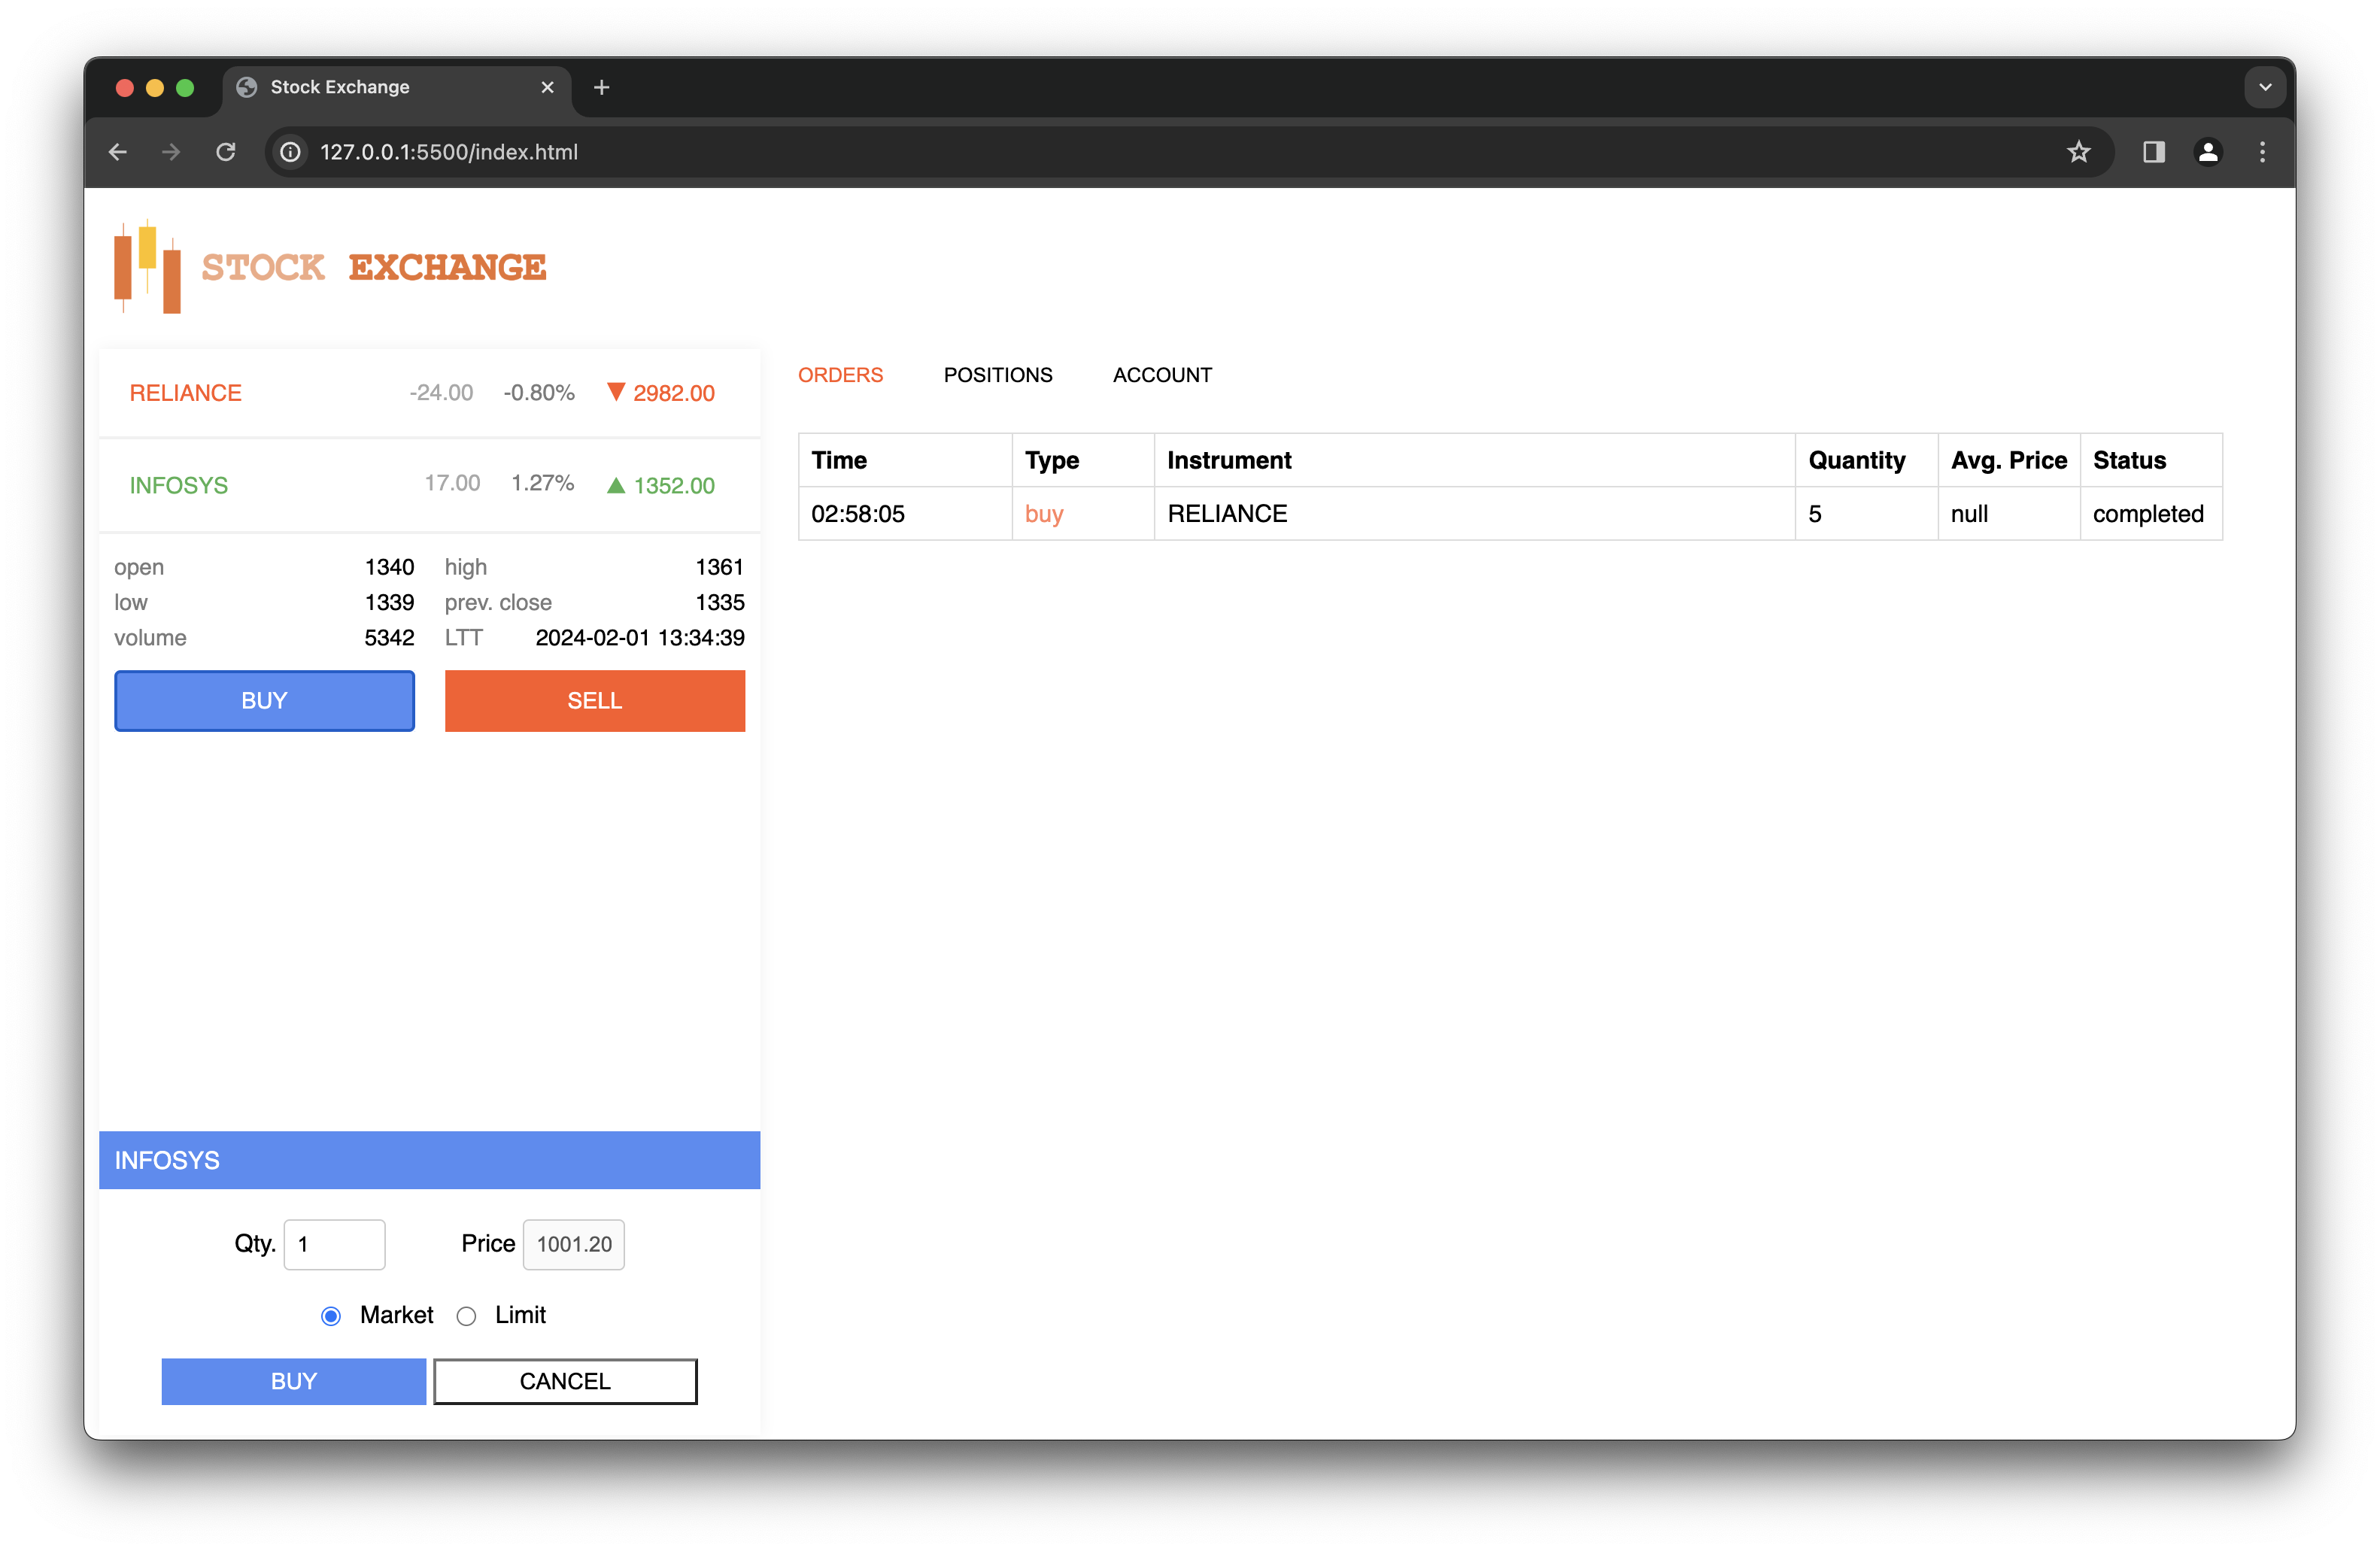 Stock Exchange
127.0.0.1:5500/index.html
STOCK EXCHANGE
RELIANCE -24.00 -0.80% ▼ 2982.00
INFOSYS 17.00 1.27% ▲ 1352.00
open 1340 high 1361
low 1339 prev. close 1335
volume 5342 LTT 2024-02-01 13:34:39
BUY SELL
INFOSYS
Qty. 1 Price 1001.20
Market Limit
BUY CANCEL
ORDERS POSITIONS ACCOUNT
Time Type Instrument Quantity Avg. Price Status
02:58:05 buy RELIANCE 5 null completed